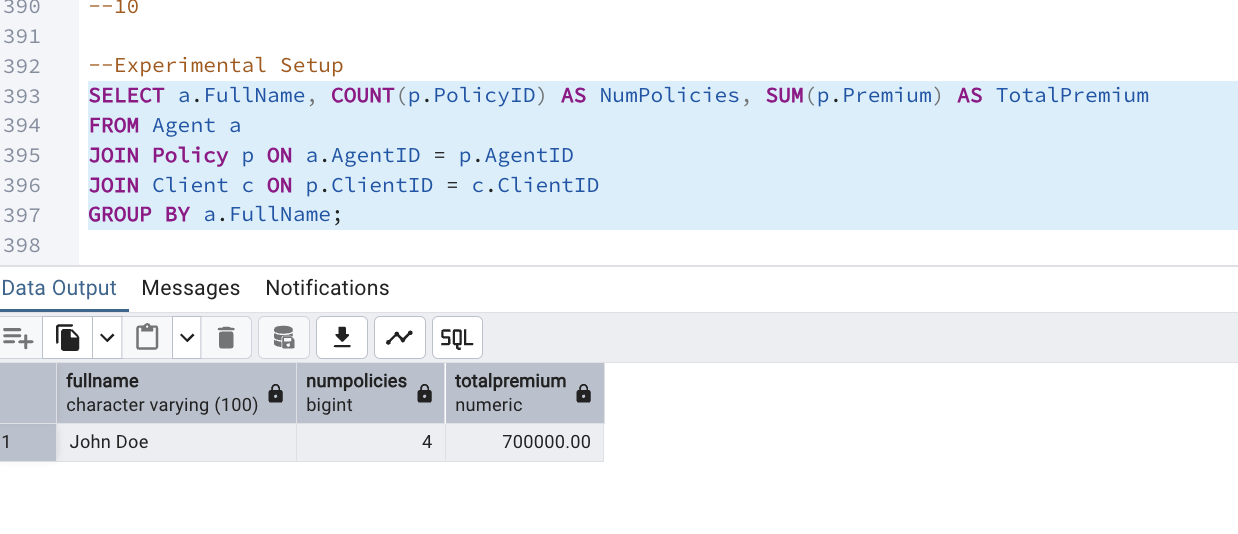 390 --10
391
392 --Experimental Setup
393 SELECT a.FullName, COUNT(p.PolicyID) AS NumPolicies, SUM(p.Premium) AS TotalPremium
394 FROM Agent a
395 JOIN Policy p ON a.AgentID = p.AgentID
396 JOIN Client c ON p.ClientID = c.ClientID
397 GROUP BY a.FullName;
398
Data Output Messages Notifications
SQL
fullname numpolicies totalpremium
character varying (100) bigint numeric
1 John Doe 4 700000.00